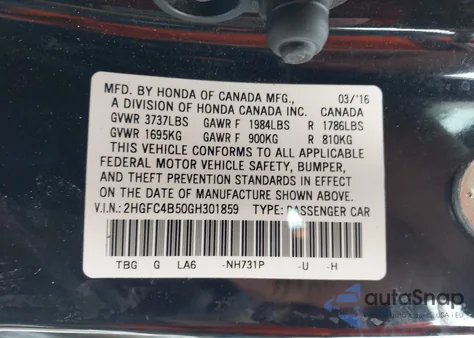 MFD. BY HONDA OF CANADA MFG., 03/'16
A DIVISION OF HONDA CANADA INC. CANADA
GVWR 3737LBS GAWR F 1984LBS R 1786LBS
GVWR 1695KG GAWR F 900KG R 810KG
THIS VEHICLE CONFORMS TO ALL APPLICABLE
FEDERAL MOTOR VEHICLE SAFETY, BUMPER,
AND THEFT PREVENTION STANDARDS IN EFFECT
ON THE DATE OF MANUFACTURE SHOWN ABOVE.
V.I.N.: 2HGFC4B50GH301859 TYPE: PASSENGER CAR
TBG G LA6 -NH731P -U -H
autoSnap